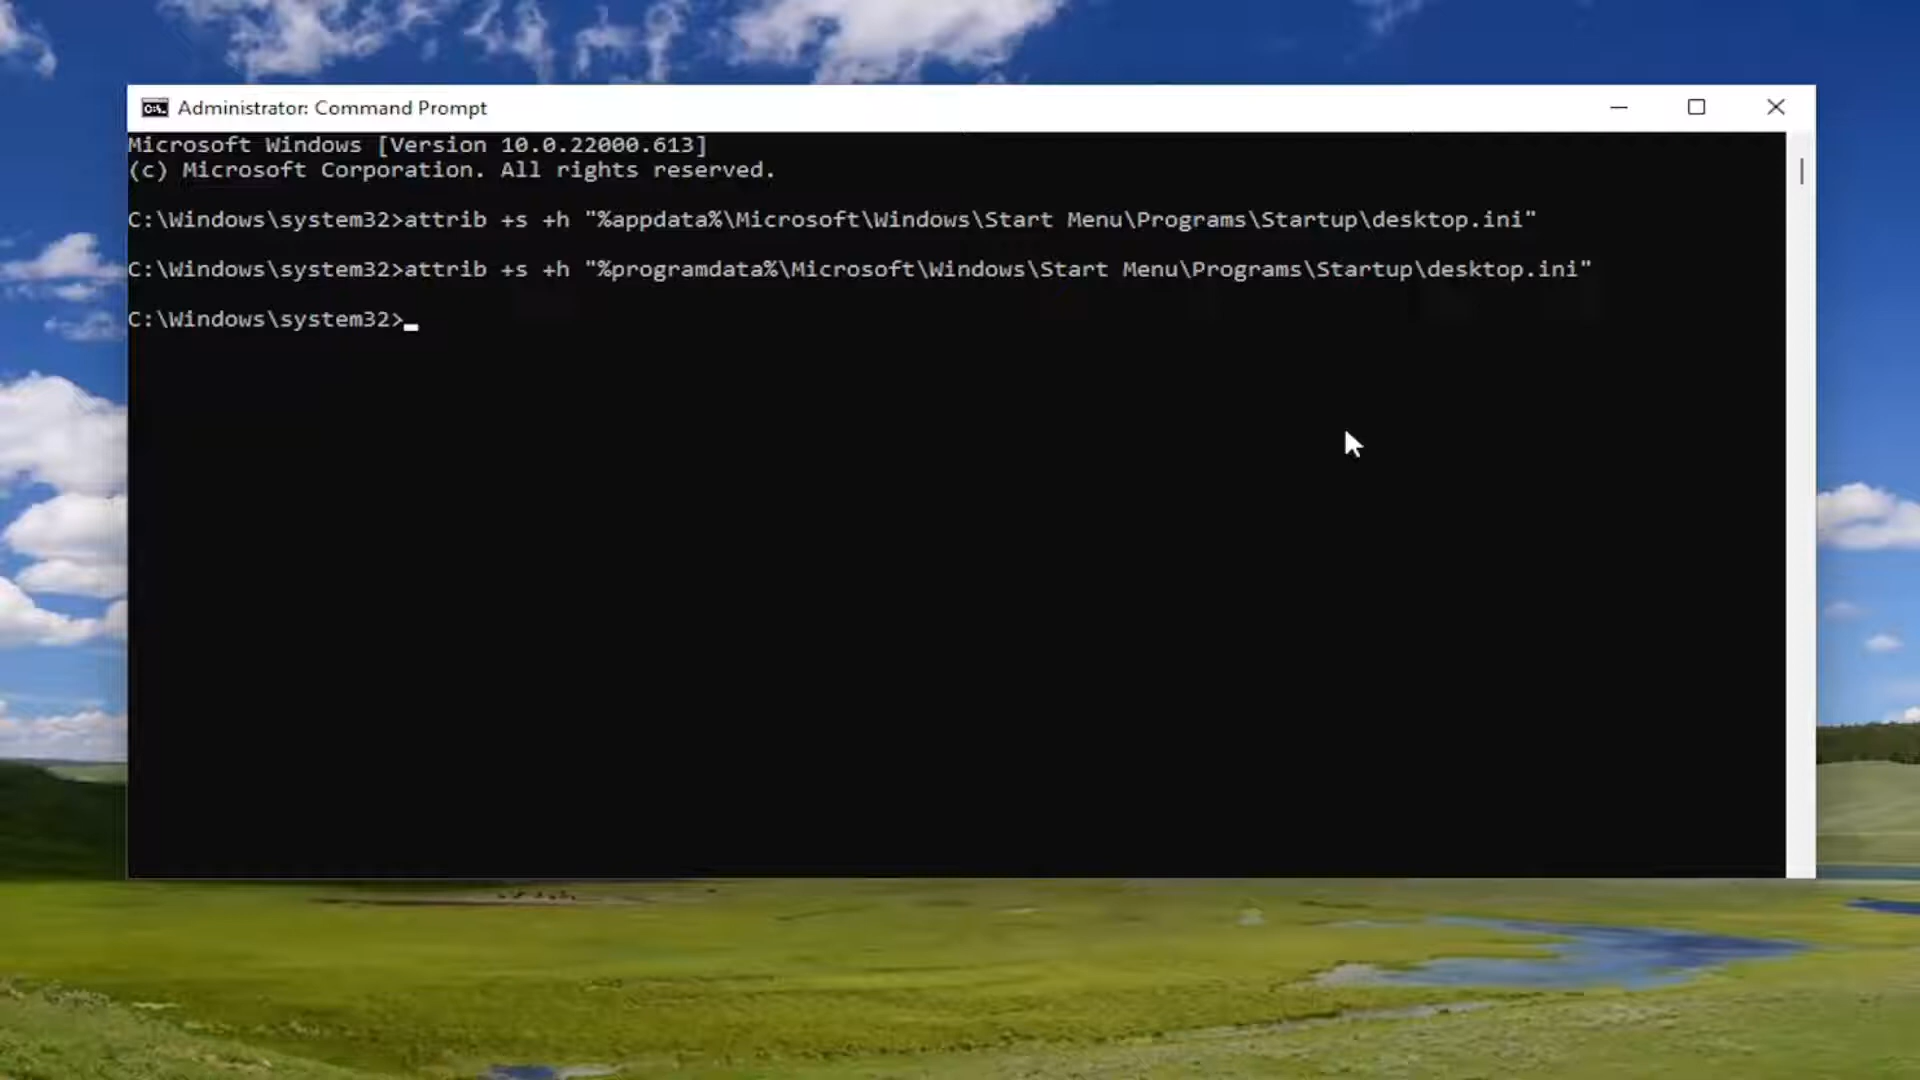 Administrator: Command Prompt
Microsoft Windows [Version 10.0.22000.613]
(c) Microsoft Corporation. All rights reserved.
C:\Windows\system32>attrib +s +h "%appdata%\Microsoft\Windows\Start Menu\Programs\Startup\desktop.ini"
C:\Windows\system32>attrib +s +h "%programdata%\Microsoft\Windows\Start Menu\Programs\Startup\desktop.ini"
C:\Windows\system32>